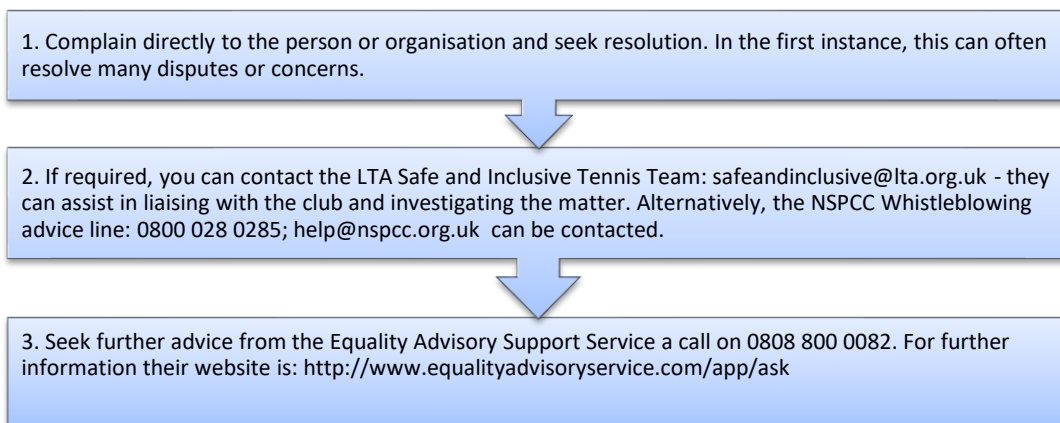 1. Complain directly to the person or organisation and seek resolution. In the first instance, this can often
resolve many disputes or concerns.
2. If required, you can contact the LTA Safe and Inclusive Tennis Team: safeandinclusive@lta.org.uk - they
can assist in liaising with the club and investigating the matter. Alternatively, the NSPCC Whistleblowing
advice line: 0800 028 0285; help@nspcc.org.uk  can be contacted.
3. Seek further advice from the Equality Advisory Support Service a call on 0808 800 0082. For further
information their website is: http://www.equalityadvisoryservice.com/app/ask